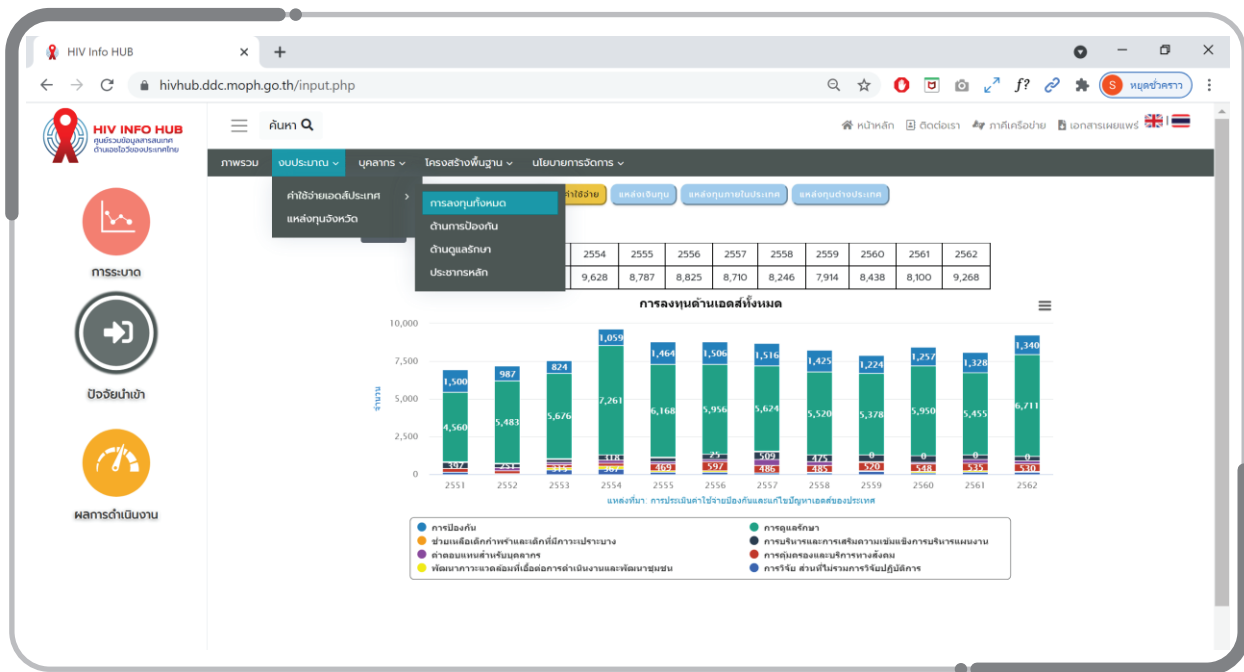 HIV Info HUB
hivhub.ddc.moph.go.th/input.php
f?
S หยุดชั่วคราว
HIV INFO HUB
ศูนย์รวมข้อมูลสารสนเทศ
ด้านเอชไอวีของประเทศไทย
ค้นหา
หน้าหลัก ติดต่อเรา ภาคีเครือข่าย เอกสารเผยแพร่
ภาพรวม งบประมาณ บุคลากร โครงสร้างพื้นฐาน นโยบายการจัดการ
ค่าใช้จ่ายเอดส์ประเทศ
แหล่งทุนจังหวัด
การลงทุนทั้งหมด
ด้านการป้องกัน
ด้านดูแลรักษา
ประชากรหลัก
ค่าใช้จ่าย แหล่งเงินทุน แหล่งทุนภายในประเทศ แหล่งทุนต่างประเทศ
2554 2555 2556 2557 2558 2559 2560 2561 2562
9,628 8,787 8,825 8,710 8,246 7,914 8,438 8,100 9,268
การระบาด
ปัจจัยนำเข้า
ผลการดำเนินงาน
การลงทุนด้านเอดส์ทั้งหมด
จำนวน
10,000
7,500
5,000
2,500
0
1,500 987 824 1,059 1,464 1,506 1,516 1,425 1,224 1,257 1,328 1,340
4,560 5,483 5,676 7,261 6,168 5,956 5,624 5,520 5,378 5,950 5,455 6,711
397 251 318 25 509 475 0 0 0 0
315 367 469 597 486 485 520 548 535 530
2551 2552 2553 2554 2555 2556 2557 2558 2559 2560 2561 2562
แหล่งที่มา: การประเมินค่าใช้จ่ายป้องกันและแก้ไขปัญหาเอดส์ของประเทศ
การป้องกัน
ช่วยเหลือเด็กกำพร้าและเด็กที่มีภาวะเปราะบาง
ค่าตอบแทนสำหรับบุคลากร
พัฒนาภาวะแวดล้อมที่เอื้อต่อการดำเนินงานและพัฒนาชุมชน
การดูแลรักษา
การบริหารและการเสริมความเข้มแข็งการบริหารแผนงาน
การคุ้มครองและบริการทางสังคม
การวิจัย ส่วนที่ไม่รวมการวิจัยปฏิบัติการ